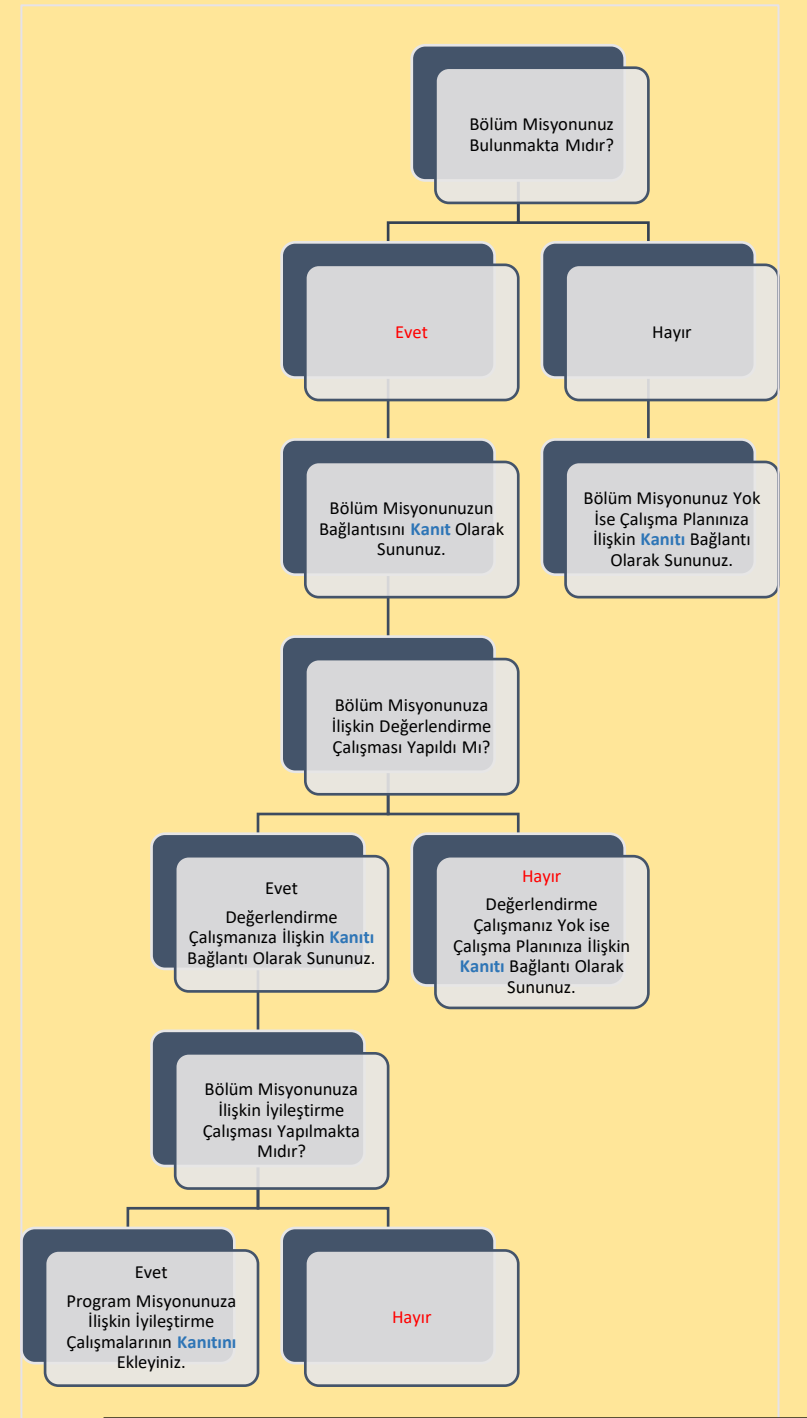 Bölüm Misyonunuz
Bulunmakta Mıdır?
Evet
Hayır
Bölüm Misyonunuzun
Bağlantısını Kanıt Olarak
Sununuz.
Bölüm Misyonunuz Yok
İse Çalışma Planınıza
İlişkin Kanıtı Bağlantı
Olarak Sununuz.
Bölüm Misyonunuza
İlişkin Değerlendirme
Çalışması Yapıldı Mı?
Evet
Değerlendirme
Çalışmanıza İlişkin Kanıtı
Bağlantı Olarak Sununuz.
Hayır
Değerlendirme
Çalışmanız Yok ise
Çalışma Planınıza İlişkin
Kanıtı Bağlantı Olarak
Sununuz.
Bölüm Misyonunuza
İlişkin İyileştirme
Çalışması Yapılmakta
Mıdır?
Evet
Program Misyonunuza
İlişkin İyileştirme
Çalışmalarının Kanıtını
Ekleyiniz.
Hayır